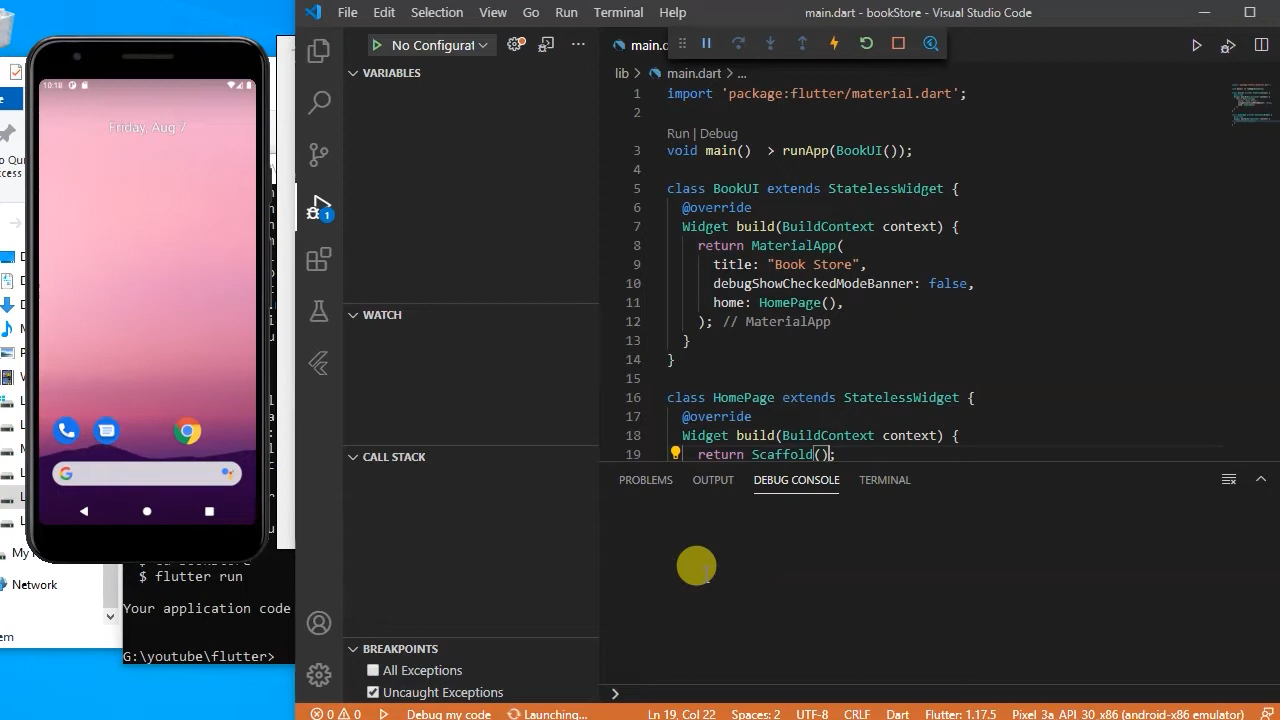 File Edit Selection View Go Run Terminal Help
main.dart - bookStore - Visual Studio Code
No Configurat
main.c
VARIABLES
WATCH
CALL STACK
BREAKPOINTS
All Exceptions
Uncaught Exceptions
1
lib > main.dart > ...
1 import 'package:flutter/material.dart';
2
Run | Debug
3 void main() > runApp(BookUI());
4
5 class BookUI extends StatelessWidget {
6 @override
7 Widget build(BuildContext context) {
8 return MaterialApp(
9 title: "Book Store",
10 debugShowCheckedModeBanner: false,
11 home: HomePage(),
12 ); // MaterialApp
13 }
14 }
15
16 class HomePage extends StatelessWidget {
17 @override
18 Widget build(BuildContext context) {
19 return Scaffold();
PROBLEMS OUTPUT DEBUG CONSOLE TERMINAL
0 0 Debug my code Launching... Ln 19, Col 22 Spaces: 2 UTF-8 CRLF Dart Flutter: 1.17.5 Pixel 3a API 30 x86 (android-x86 emulator)
10:18
Friday, Aug 7
Network
$ flutter run
Your application code
G:\youtube\flutter>